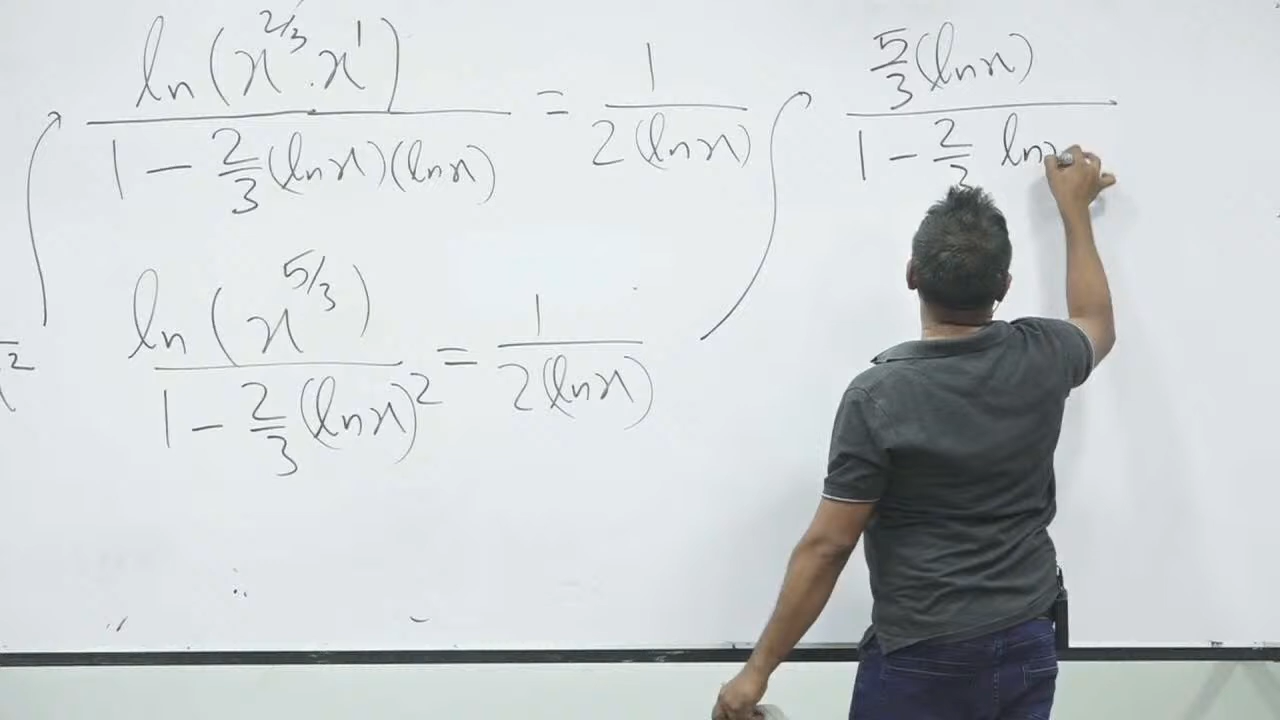 ln(x^{2/3} · x^1) / (1 - 2/3 (ln x)(ln x)) = 1 / (2(ln x))
ln(x^{5/3}) / (1 - 2/3 (ln x)^2) = 1 / (2(ln x))
5/3 (ln x) / (1 - 2/3 ln x